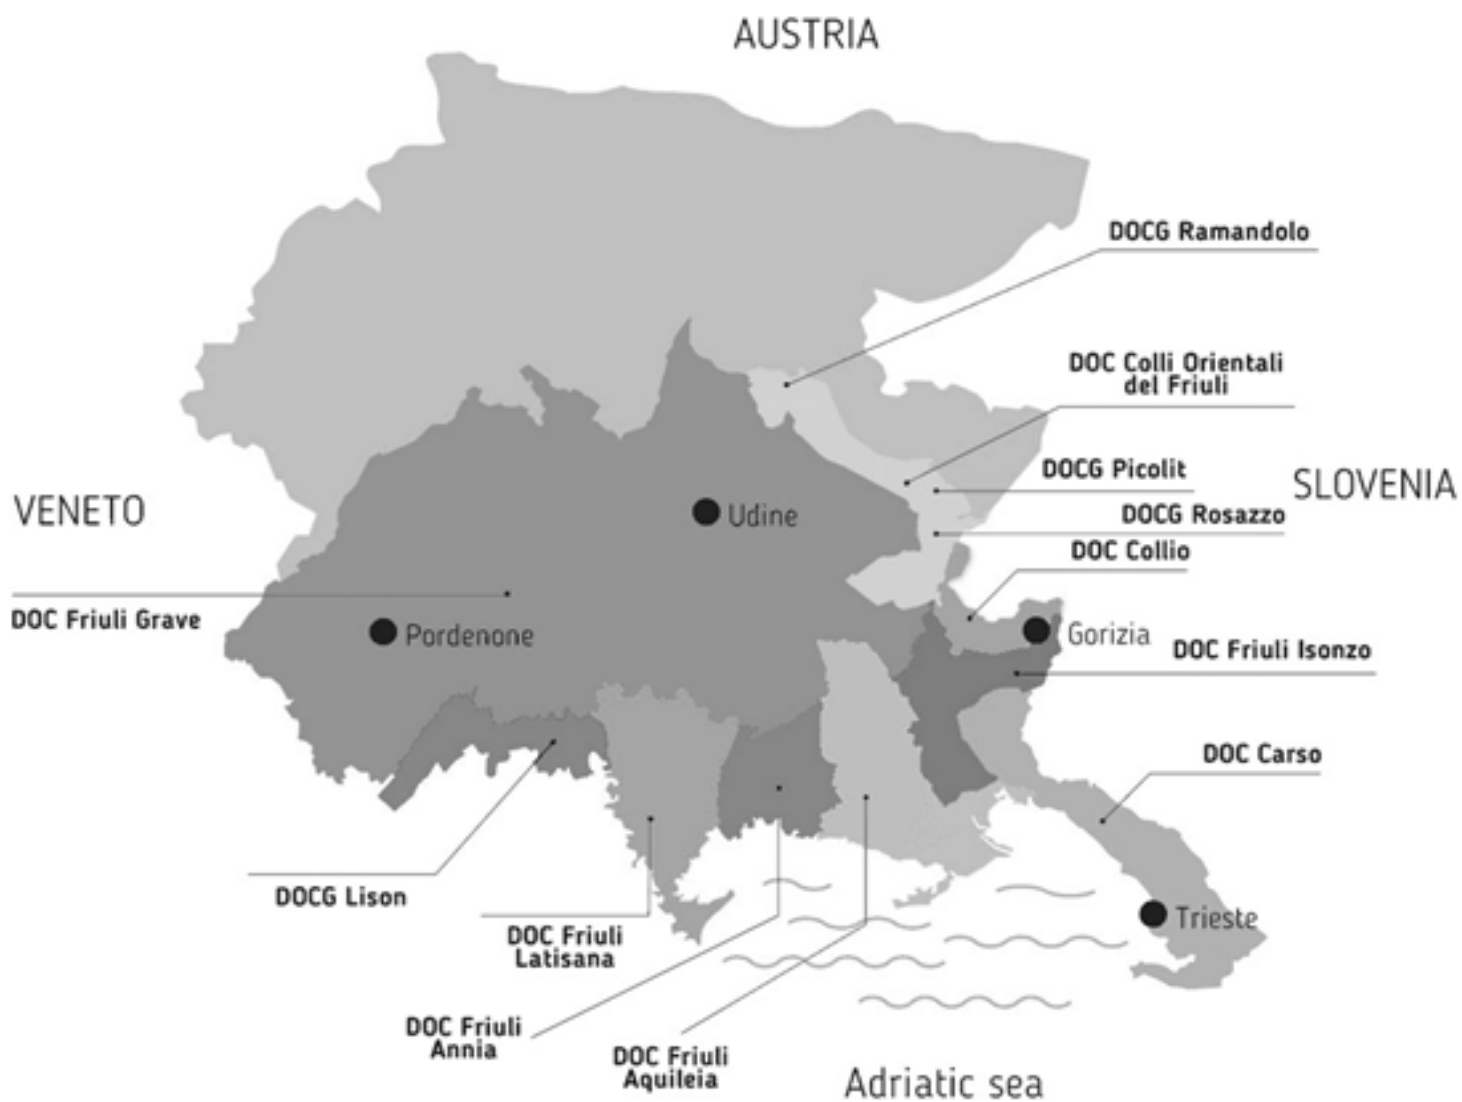 AUSTRIA
DOCG Ramandolo
DOC Colli Orientali
del Friuli
DOCG Picolit
SLOVENIA
VENETO
Udine
DOCG Rosazzo
DOC Collio
DOC Friuli Grave
Pordenone
Gorizia
DOC Friuli Isonzo
DOC Carso
DOCG Lison
Trieste
DOC Friuli
Latisana
DOC Friuli
Annia
DOC Friuli
Aquileia
Adriatic sea